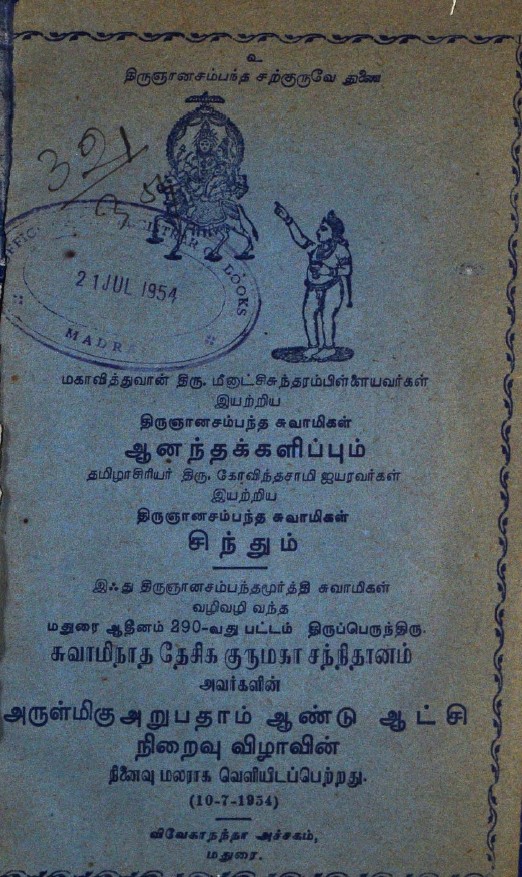 உ
திருஞானசம்பந்த சற்குருவே துணை
321
21 JUL 1954
BOOKS
மகாவித்துவான் திரு. மீனாட்சிசுந்தரம்பிள்ளையவர்கள்
இயற்றிய
திருஞானசம்பந்த சுவாமிகள்
ஆனந்தக்களிப்பும்
தமிழாசிரியர் திரு. கோவிந்தசாமி ஐயரவர்கள்
இயற்றிய
திருஞானசம்பந்த சுவாமிகள்
சிந்தும்
இஃது திருஞானசம்பந்தமூர்த்தி சுவாமிகள்
வழிவழி வந்த
மதுரை ஆதீனம் 290-வது பட்டம் திருப்பெருந்திரு.
சுவாமிநாத தேசிக குருமகா சந்நிதானம்
அவர்களின்
அருள்மிகு அறுபதாம் ஆண்டு ஆட்சி
நிறைவு விழாவின்
நினைவு மலராக வெளியிடப்பெற்றது.
(10-7-1954)
விவேகாநந்தா அச்சகம்,
மதுரை.